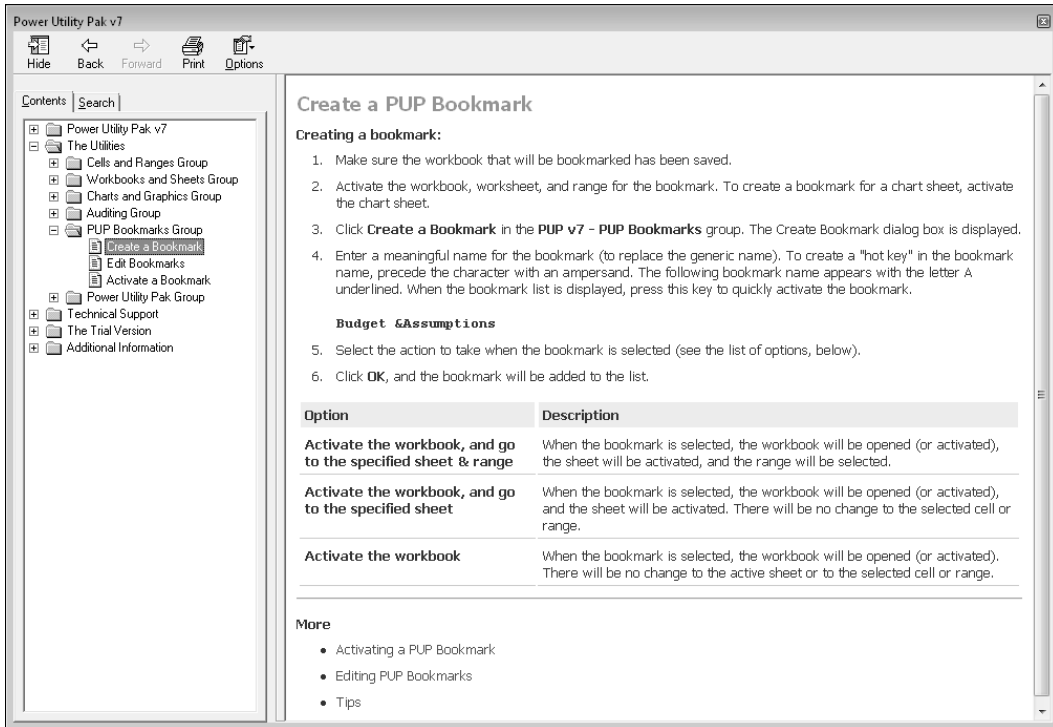 Power Utility Pak v7
Hide Back Forward Print Options
Contents Search
Power Utility Pak v7
The Utilities
Cells and Ranges Group
Workbooks and Sheets Group
Charts and Graphics Group
Auditing Group
PUP Bookmarks Group
Create a Bookmark
Edit Bookmarks
Activate a Bookmark
Power Utility Pak Group
Technical Support
The Trial Version
Additional Information
Create a PUP Bookmark
Creating a bookmark:
1. Make sure the workbook that will be bookmarked has been saved.
2. Activate the workbook, worksheet, and range for the bookmark. To create a bookmark for a chart sheet, activate
the chart sheet.
3. Click Create a Bookmark in the PUP v7 - PUP Bookmarks group. The Create Bookmark dialog box is displayed.
4. Enter a meaningful name for the bookmark (to replace the generic name). To create a "hot key" in the bookmark
name, precede the character with an ampersand. The following bookmark name appears with the letter A
underlined. When the bookmark list is displayed, press this key to quickly activate the bookmark.
Budget &Assumptions
5. Select the action to take when the bookmark is selected (see the list of options, below).
6. Click OK, and the bookmark will be added to the list.
Option Description
Activate the workbook, and go When the bookmark is selected, the workbook will be opened (or activated),
to the specified sheet & range the sheet will be activated, and the range will be selected.
Activate the workbook, and go When the bookmark is selected, the workbook will be opened (or activated),
to the specified sheet and the sheet will be activated. There will be no change to the selected cell or
range.
Activate the workbook When the bookmark is selected, the workbook will be opened (or activated).
There will be no change to the active sheet or to the selected cell or range.
More
• Activating a PUP Bookmark
• Editing PUP Bookmarks
• Tips